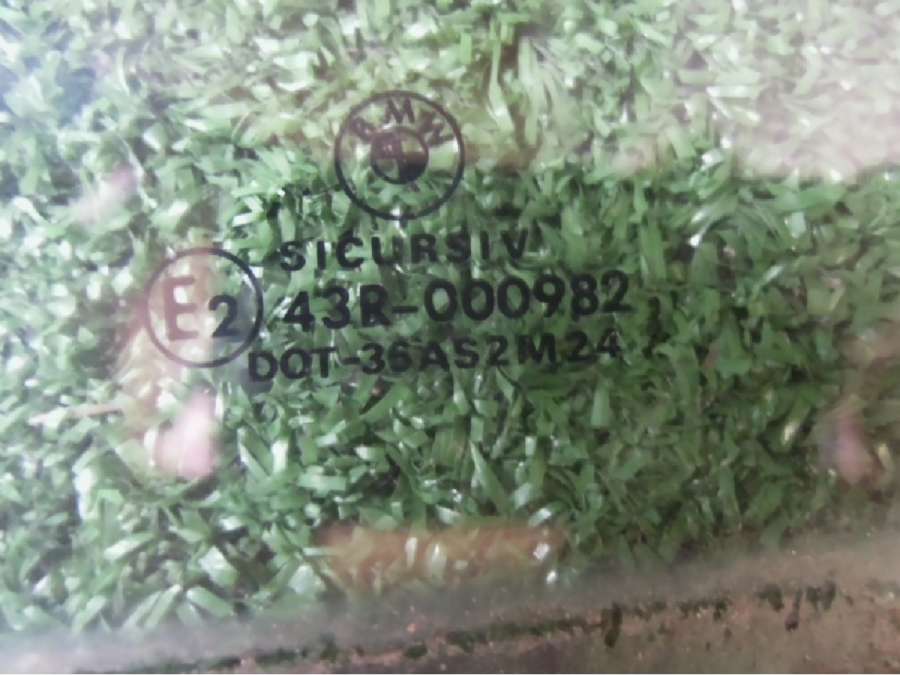 BMW
SICURSIV
E2 43R-000982
DOT-36AS2M24